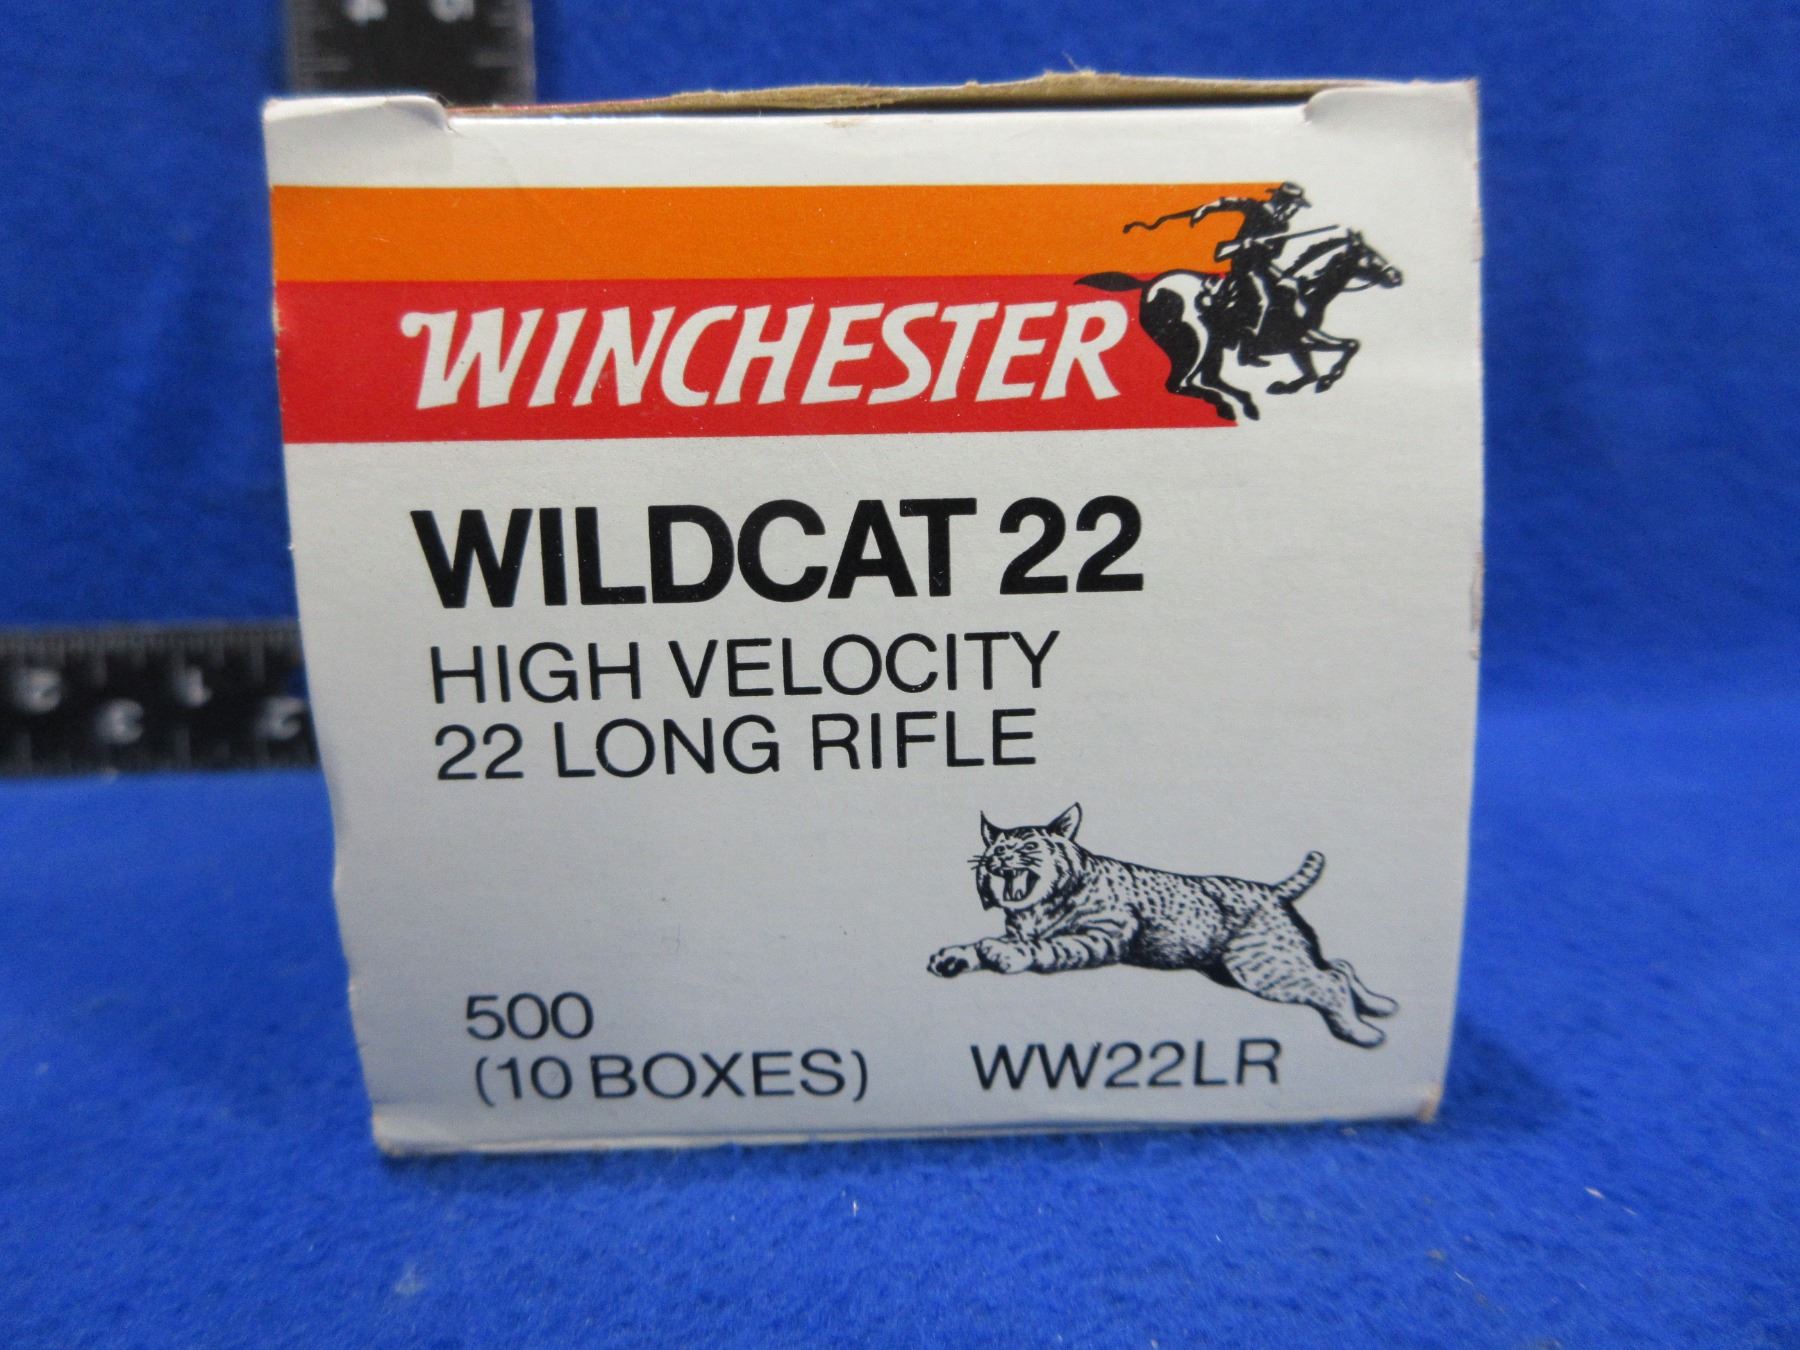 WINCHESTER
WILDCAT 22
HIGH VELOCITY
22 LONG RIFLE
500
(10 BOXES)
WW22LR